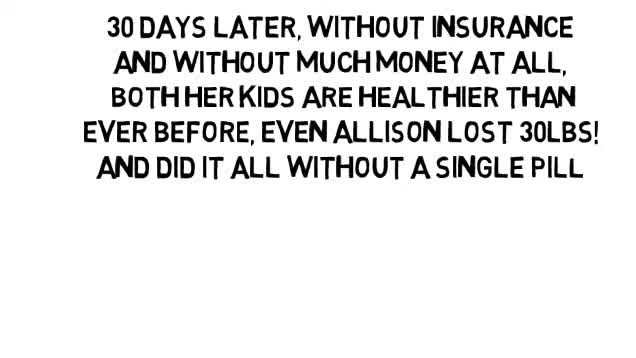 30 DAYS LATER, WITHOUT INSURANCE
AND WITHOUT MUCH MONEY AT ALL,
BOTH HER KIDS ARE HEALTHIER THAN
EVER BEFORE, EVEN ALLISON LOST 30LBS!
AND DID IT ALL WITHOUT A SINGLE PILL